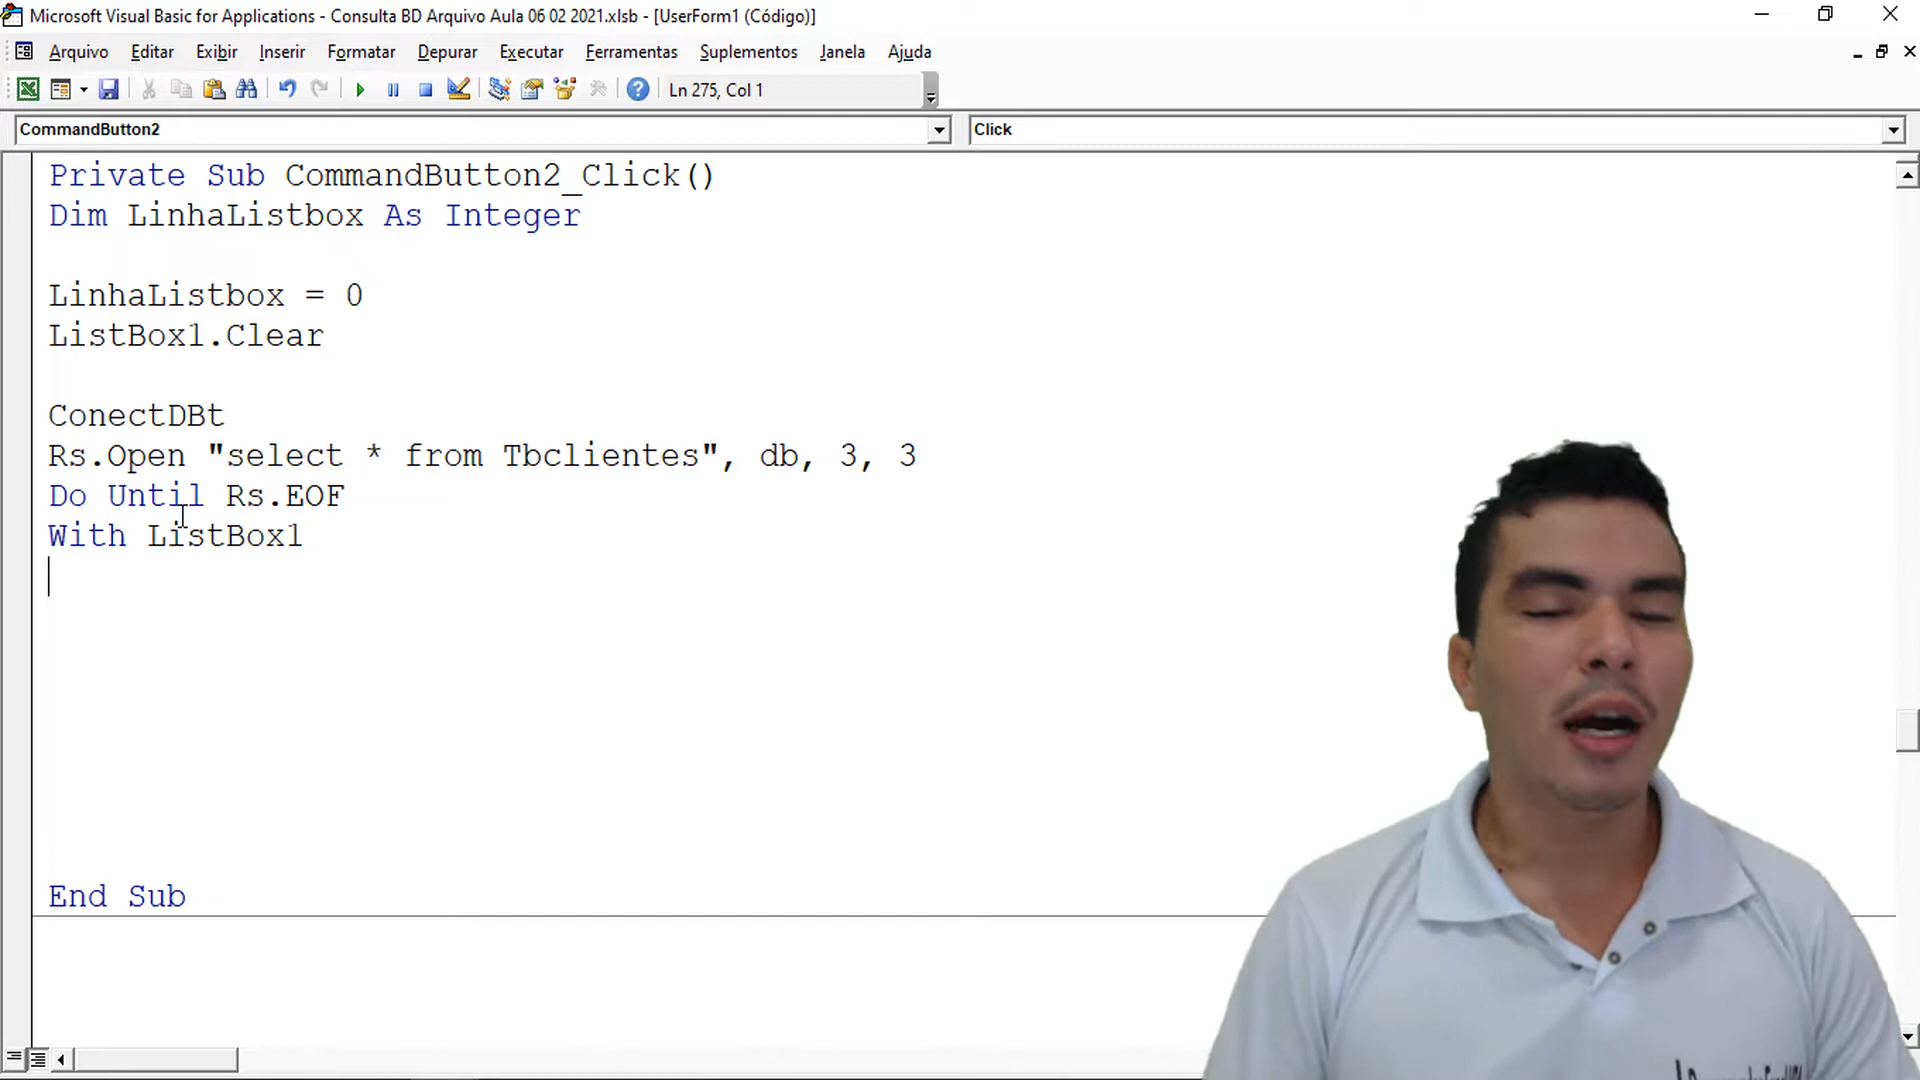 Microsoft Visual Basic for Applications - Consulta BD Arquivo Aula 06 02 2021.xlsb - [UserForm1 (Código)]
Arquivo Editar Exibir Inserir Formatar Depurar Executar Ferramentas Suplementos Janela Ajuda
Ln 275, Col 1
CommandButton2 Click
Private Sub CommandButton2_Click()
Dim LinhaListbox As Integer
LinhaListbox = 0
ListBox1.Clear
ConectDBt
Rs.Open "select * from Tbclientes", db, 3, 3
Do Until Rs.EOF
With ListBox1
End Sub